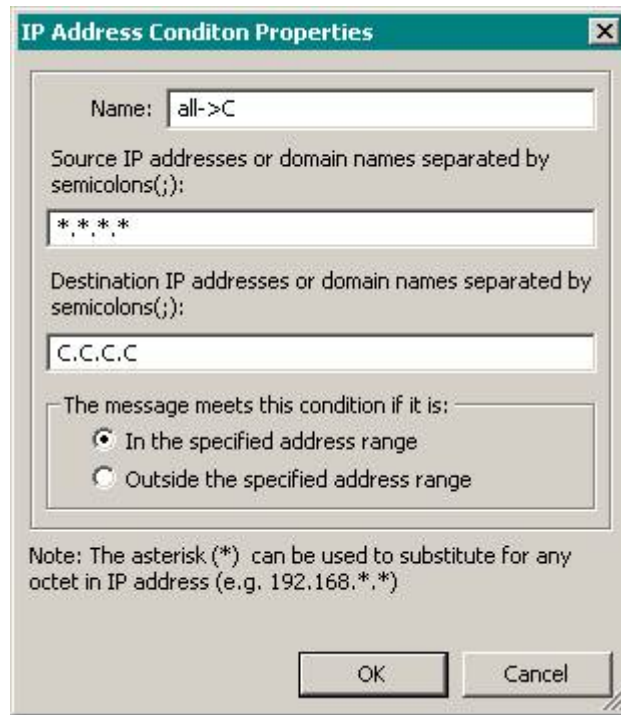 IP Address Conditon Properties
Name: all->C
Source IP addresses or domain names separated by
semicolons(;):
*.*.*.*
Destination IP addresses or domain names separated by
semicolons(;):
C.C.C.C
The message meets this condition if it is:
In the specified address range
Outside the specified address range
Note: The asterisk (*) can be used to substitute for any
octet in IP address (e.g. 192.168.*.*)
OK Cancel